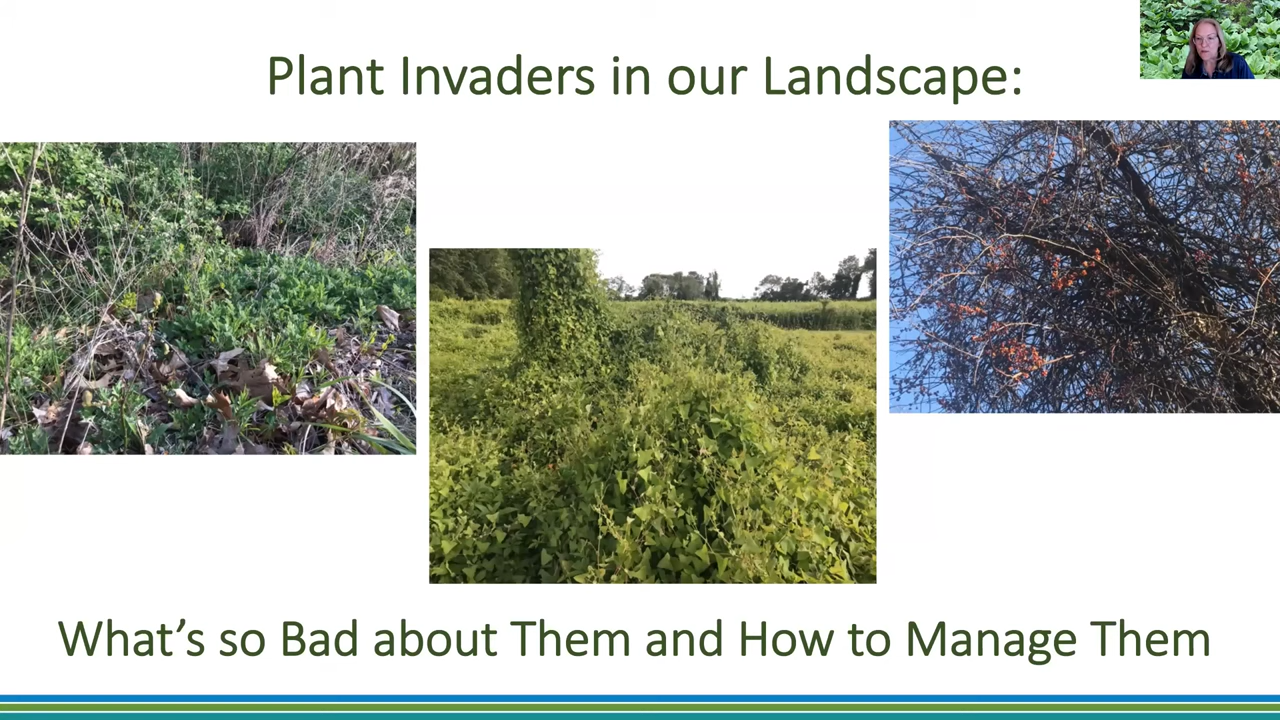 Plant Invaders in our Landscape:
What's so Bad about Them and How to Manage Them